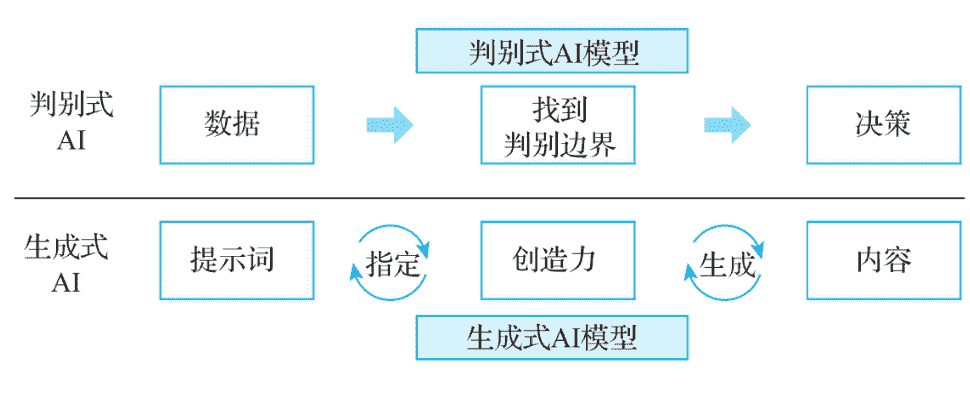 判别式AI模型
判别式
AI
数据
找到
判别边界
决策
生成式
AI
提示词
指定
创造力
生成
内容
生成式AI模型